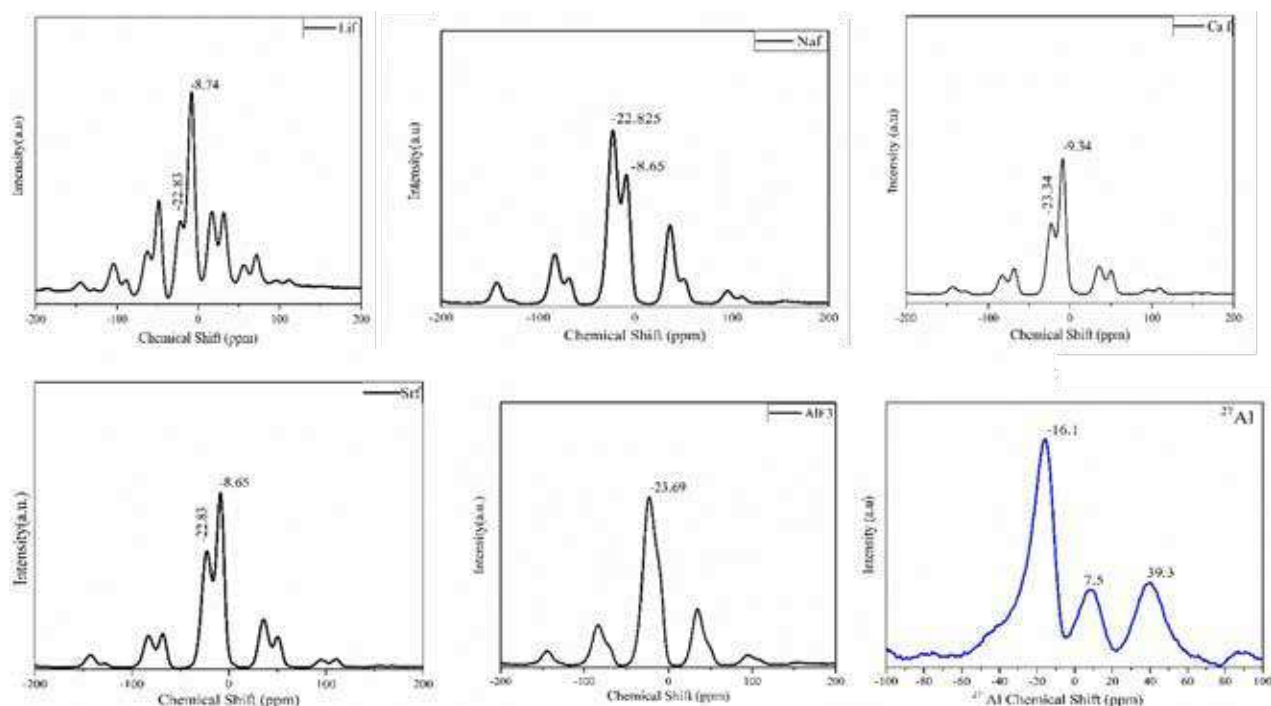 Lif
-8.74
-22.83
Intensity(a.u)
-200 -100 0 100 200
Chemical Shift (ppm)
Naf
-22.825
-8.65
Intensity(a.u)
-200 -100 0 100 200
Chemical Shift (ppm)
Ca f
-9.34
-23.34
Intensity (a.u)
-200 -100 0 100 200
Chemical Shift (ppm)
Srf
-8.65
-22.83
Intensity(a.u.)
-200 -100 0 100 200
Chemical Shift (ppm)
AlF3
-23.69
Intensity(a.u.)
-200 -100 0 100 200
Chemical Shift (ppm)
27Al
-16.1
7.5
39.3
Intensity (a.u)
-100 -80 -60 -40 -20 0 20 40 60 80 100
27Al Chemical Shift (ppm)